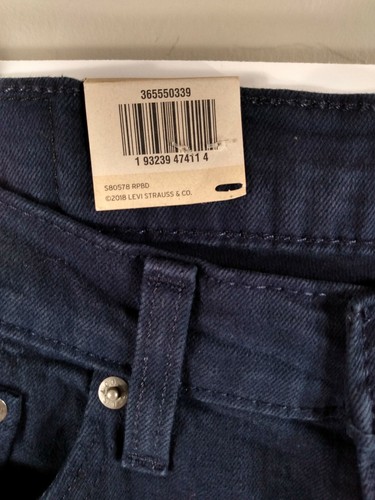 365550339
1 93239 47411 4
S80578 RPBD
©2018 LEVI STRAUSS & CO.